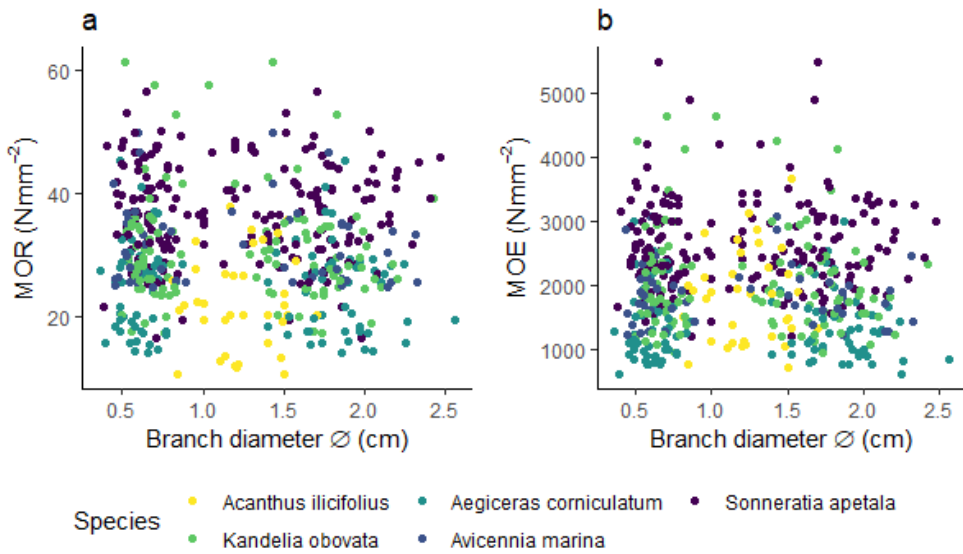 a
b
MOR (Nmm⁻²)
60
40
20
0.5 1.0 1.5 2.0 2.5
Branch diameter ∅ (cm)
MOE (Nmm⁻²)
5000
4000
3000
2000
1000
0.5 1.0 1.5 2.0 2.5
Branch diameter ∅ (cm)
Species
Acanthus ilicifolius
Aegiceras corniculatum
Sonneratia apetala
Kandelia obovata
Avicennia marina